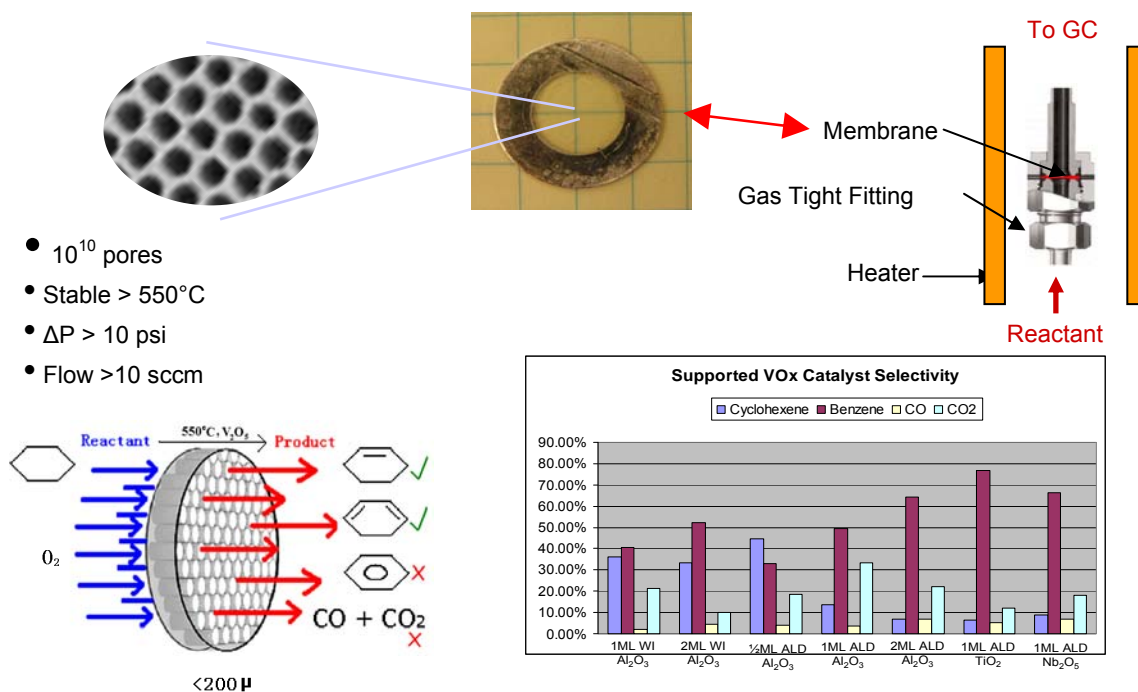 To GC
Membrane
Gas Tight Fitting
Heater
Reactant
• 10¹⁰ pores
• Stable > 550°C
• ΔP > 10 psi
• Flow >10 sccm
550°C, V₂O₅
Reactant Product
O₂
CO + CO₂
<200 μ
Supported VOx Catalyst Selectivity
Cyclohexene Benzene CO CO2
90.00%
80.00%
70.00%
60.00%
50.00%
40.00%
30.00%
20.00%
10.00%
0.00%
1ML WI 2ML WI ½ML ALD 1ML ALD 2ML ALD 1ML ALD 1ML ALD
Al₂O₃ Al₂O₃ Al₂O₃ Al₂O₃ Al₂O₃ TiO₂ Nb₂O₅